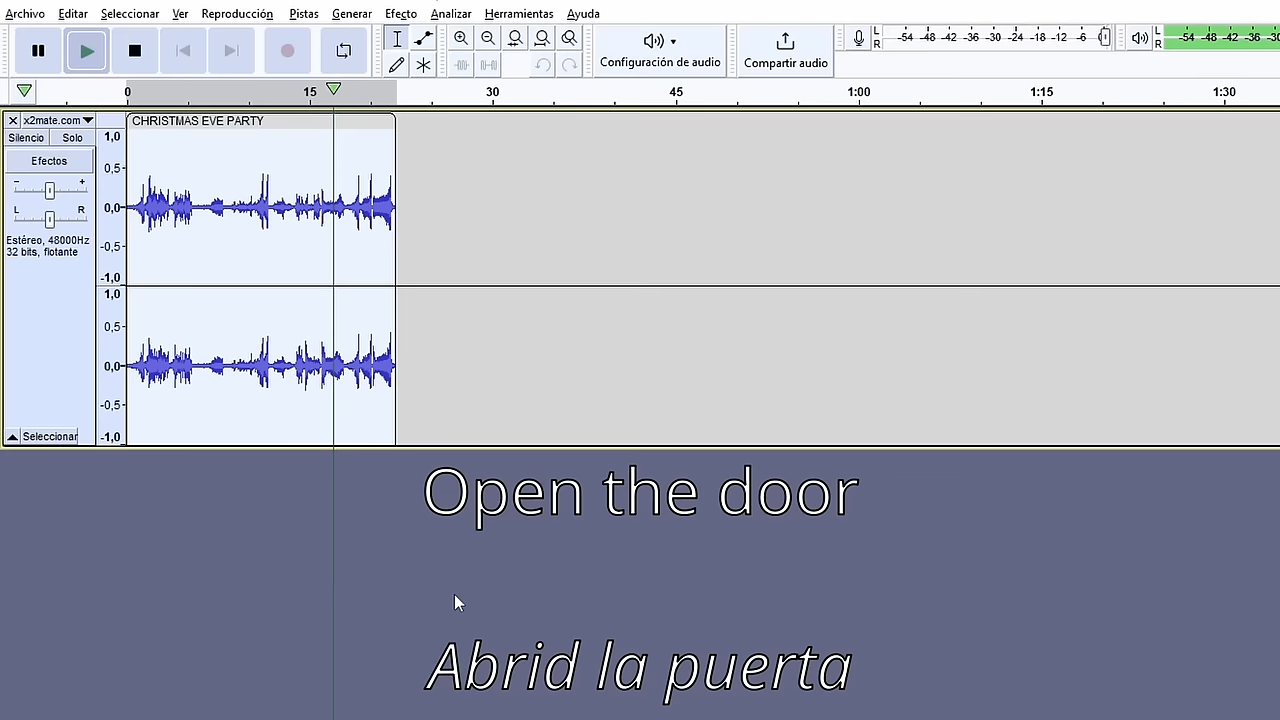 Archivo Editar Seleccionar Ver Reproducción Pistas Generar Efecto Analizar Herramientas Ayuda
Configuración de audio
Compartir audio
L
R
-54 -48 -42 -36 -30 -24 -18 -12 -6
L
R
-54 -48 -42 -36 -30
0 15 30 45 1:00 1:15 1:30
x2mate.com
CHRISTMAS EVE PARTY
Silencio Solo
Efectos
- +
L R
Estéreo, 48000Hz
32 bits, flotante
Seleccionar
1,0
0,5
0,0
-0,5
-1,0
1,0
0,5
0,0
-0,5
-1,0
Open the door
Abrid la puerta